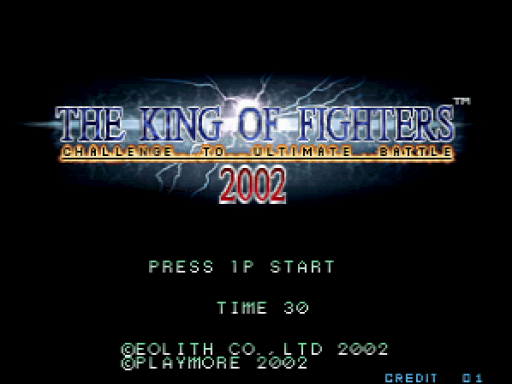 THE KING OF FIGHTERS™
CHALLENGE TO ULTIMATE BATTLE
2002
PRESS 1P START
TIME 30
©EOLITH CO.,LTD 2002
©PLAYMORE 2002
CREDIT 01